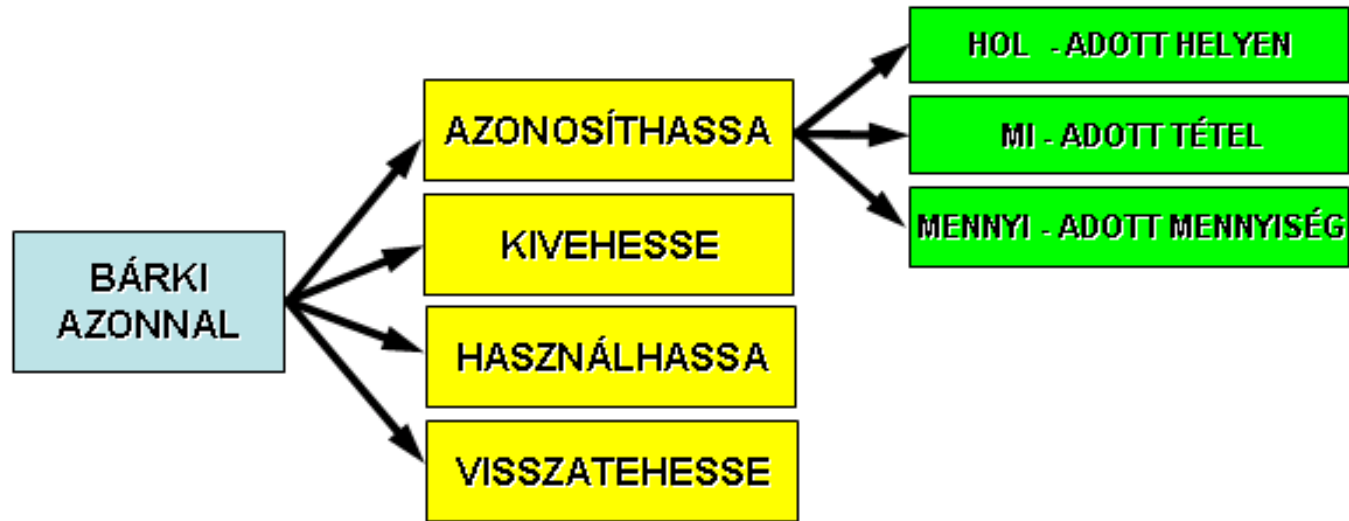 BÁRKI
AZONNAL
AZONOSÍTHASSA
KIVEHESSE
HASZNÁLHASSA
VISSZATEHESSE
HOL - ADOTT HELYEN
MI - ADOTT TÉTEL
MENNYI - ADOTT MENNYISÉG